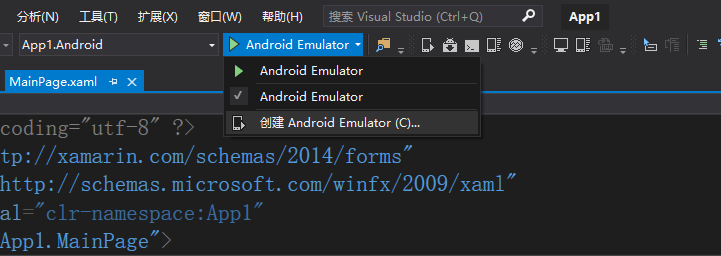 分析(N) 工具(T) 扩展(X) 窗口(W) 帮助(H) 搜索 Visual Studio (Ctrl+Q) App1
App1.Android Android Emulator
MainPage.xaml
Android Emulator
Android Emulator
创建 Android Emulator (C)...
coding="utf-8" ?>
tp://xamarin.com/schemas/2014/forms"
http://schemas.microsoft.com/winfx/2009/xaml"
al="clr-namespace:App1"
App1.MainPage">